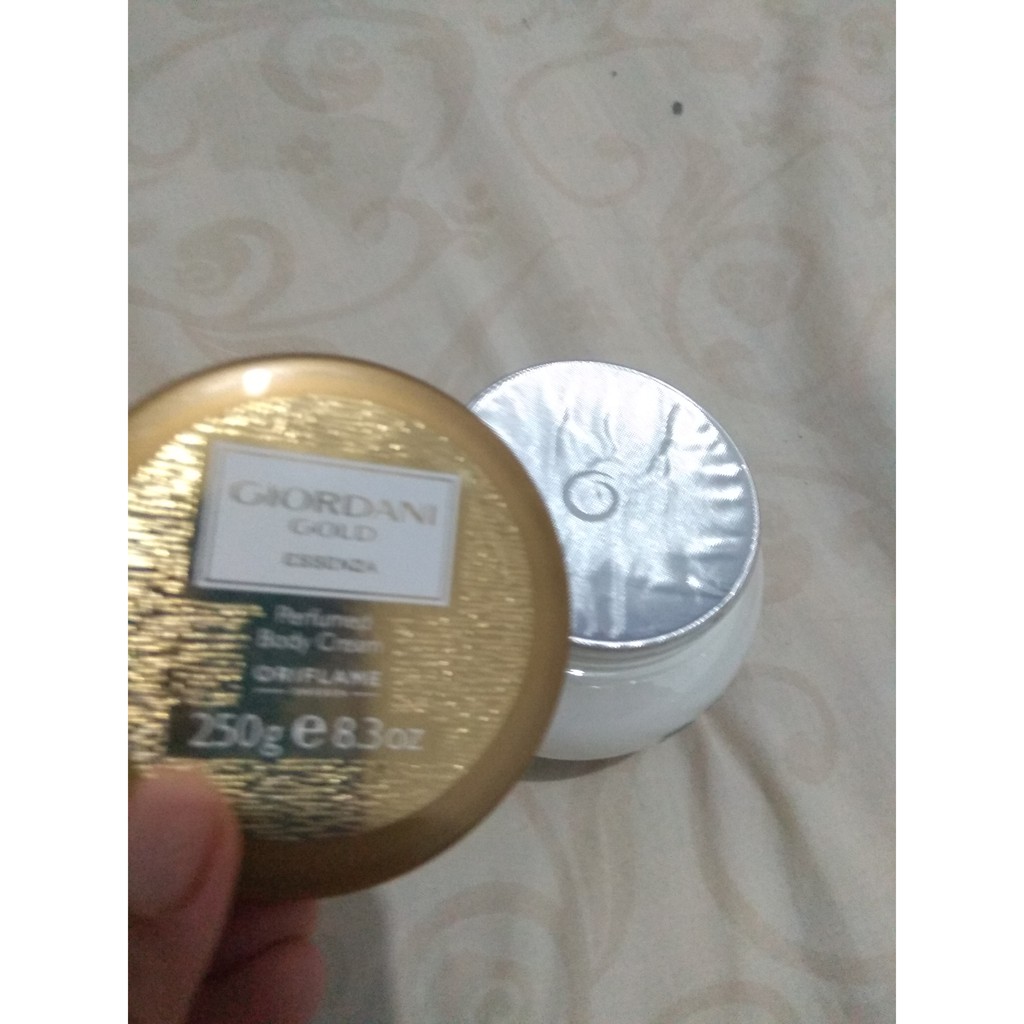 GIORDANI
GOLD
ESSENZA
Perfumed
Body Cream
ORIFLAME
250g e 8.3oz